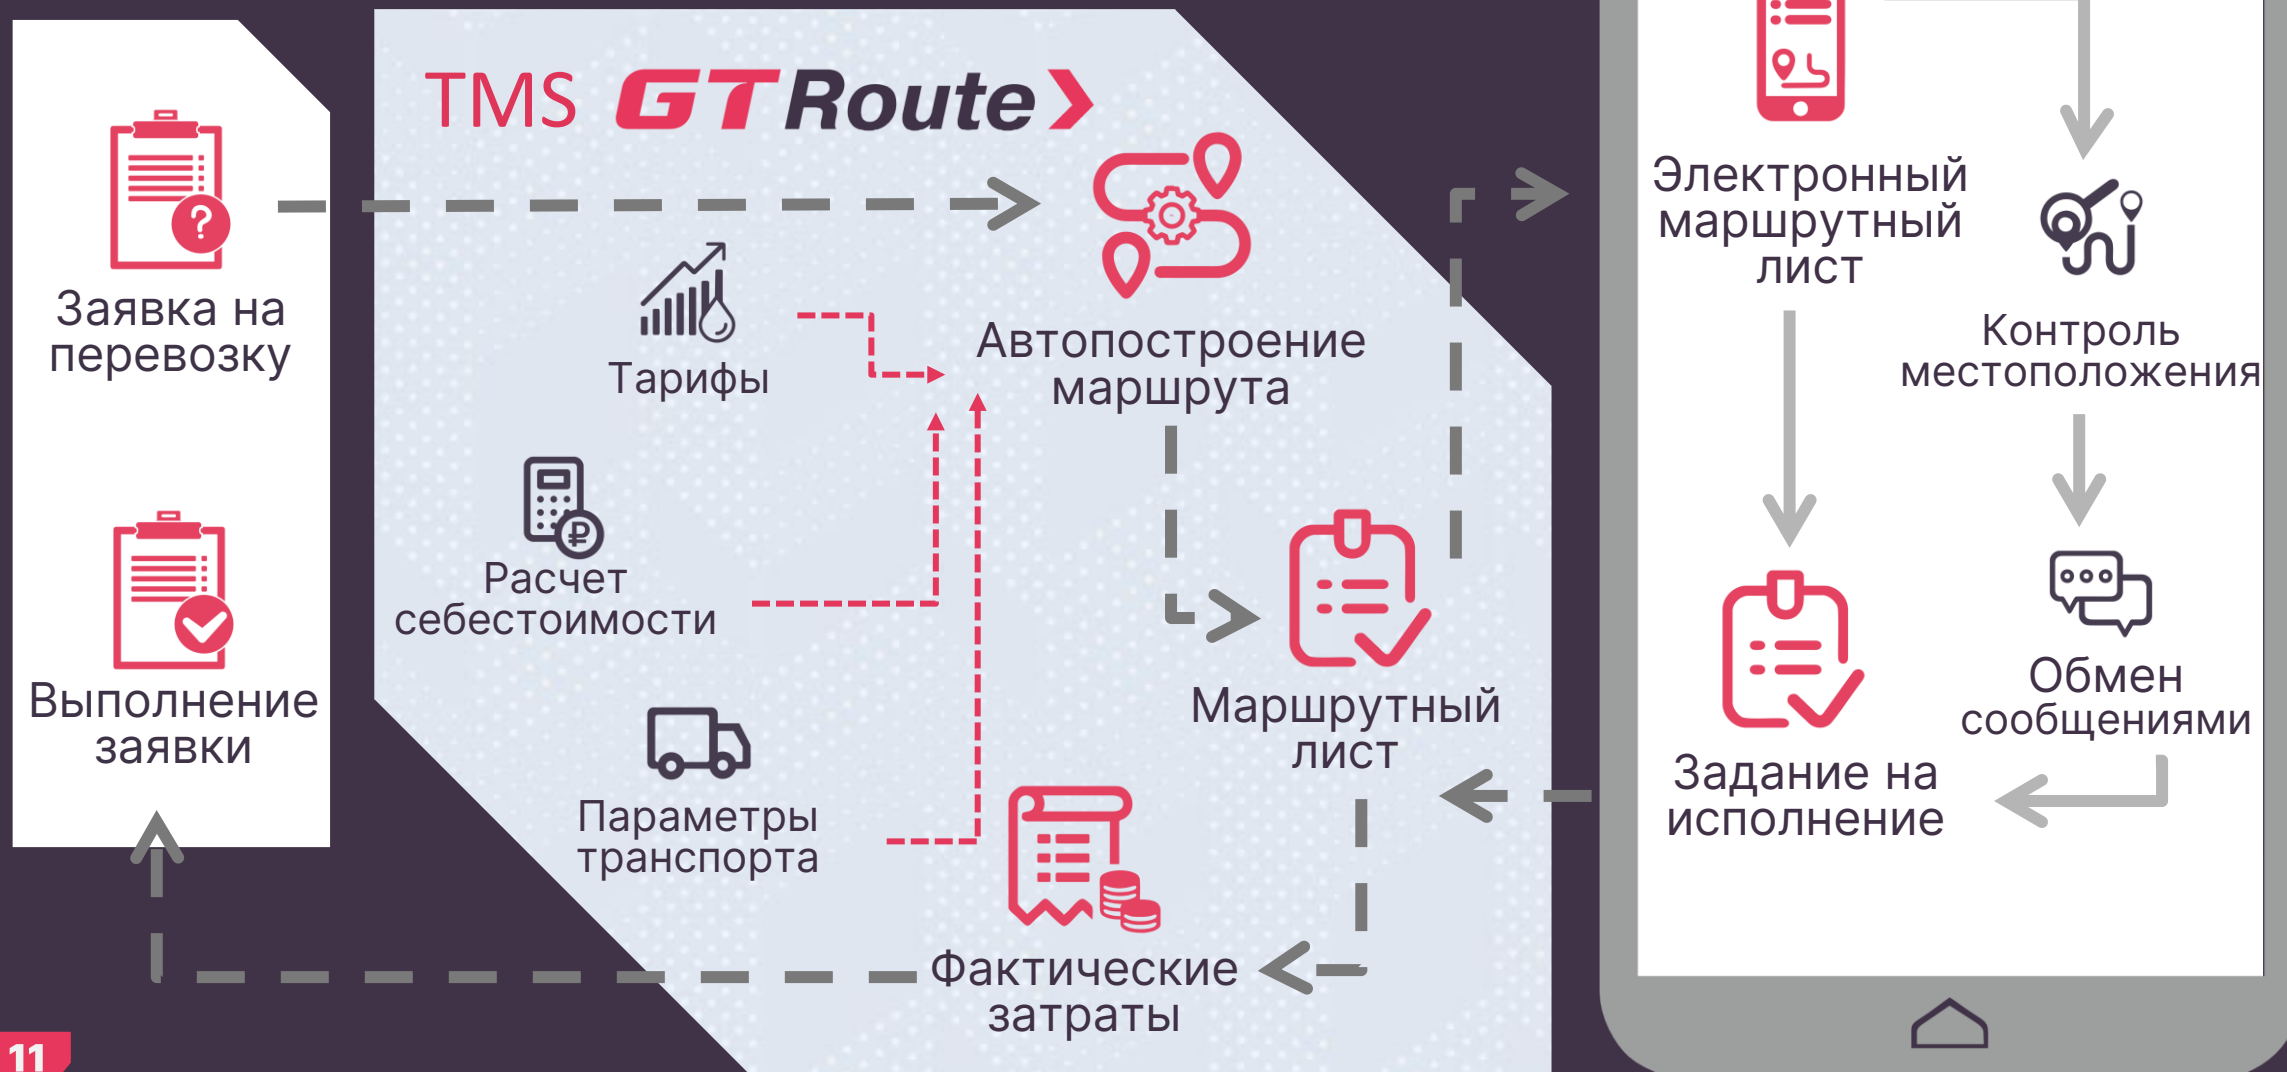 Заявка на
перевозку
Выполнение
заявки
TMS GTRoute
Автопостроение
маршрута
Тарифы
Расчет
себестоимости
Параметры
транспорта
Маршрутный
лист
Фактические
затраты
Электронный
маршрутный
лист
Контроль
местоположения
Обмен
сообщениями
Задание на
исполнение
11